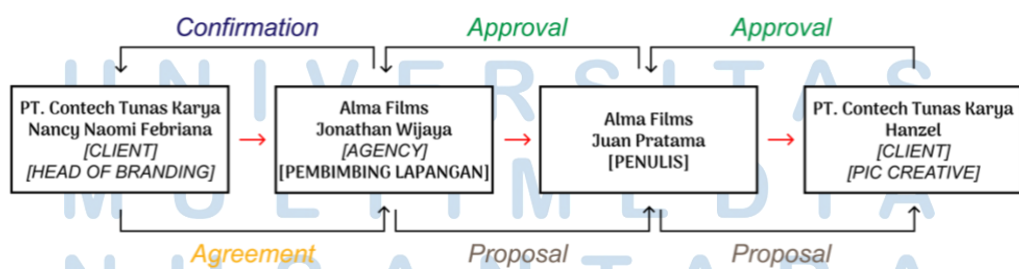 Confirmation
Approval
Approval
UNIVERSITAS
PT. Contech Tunas Karya
Nancy Naomi Febriana
[CLIENT]
[HEAD OF BRANDING]
Alma Films
Jonathan Wijaya
[AGENCY]
[PEMBIMBING LAPANGAN]
Alma Films
Juan Pratama
[PENULIS]
PT. Contech Tunas Karya
Hanzel
[CLIENT]
[PIC CREATIVE]
MULTIMEDIA
Agreement
Proposal
Proposal
NUSANTARA